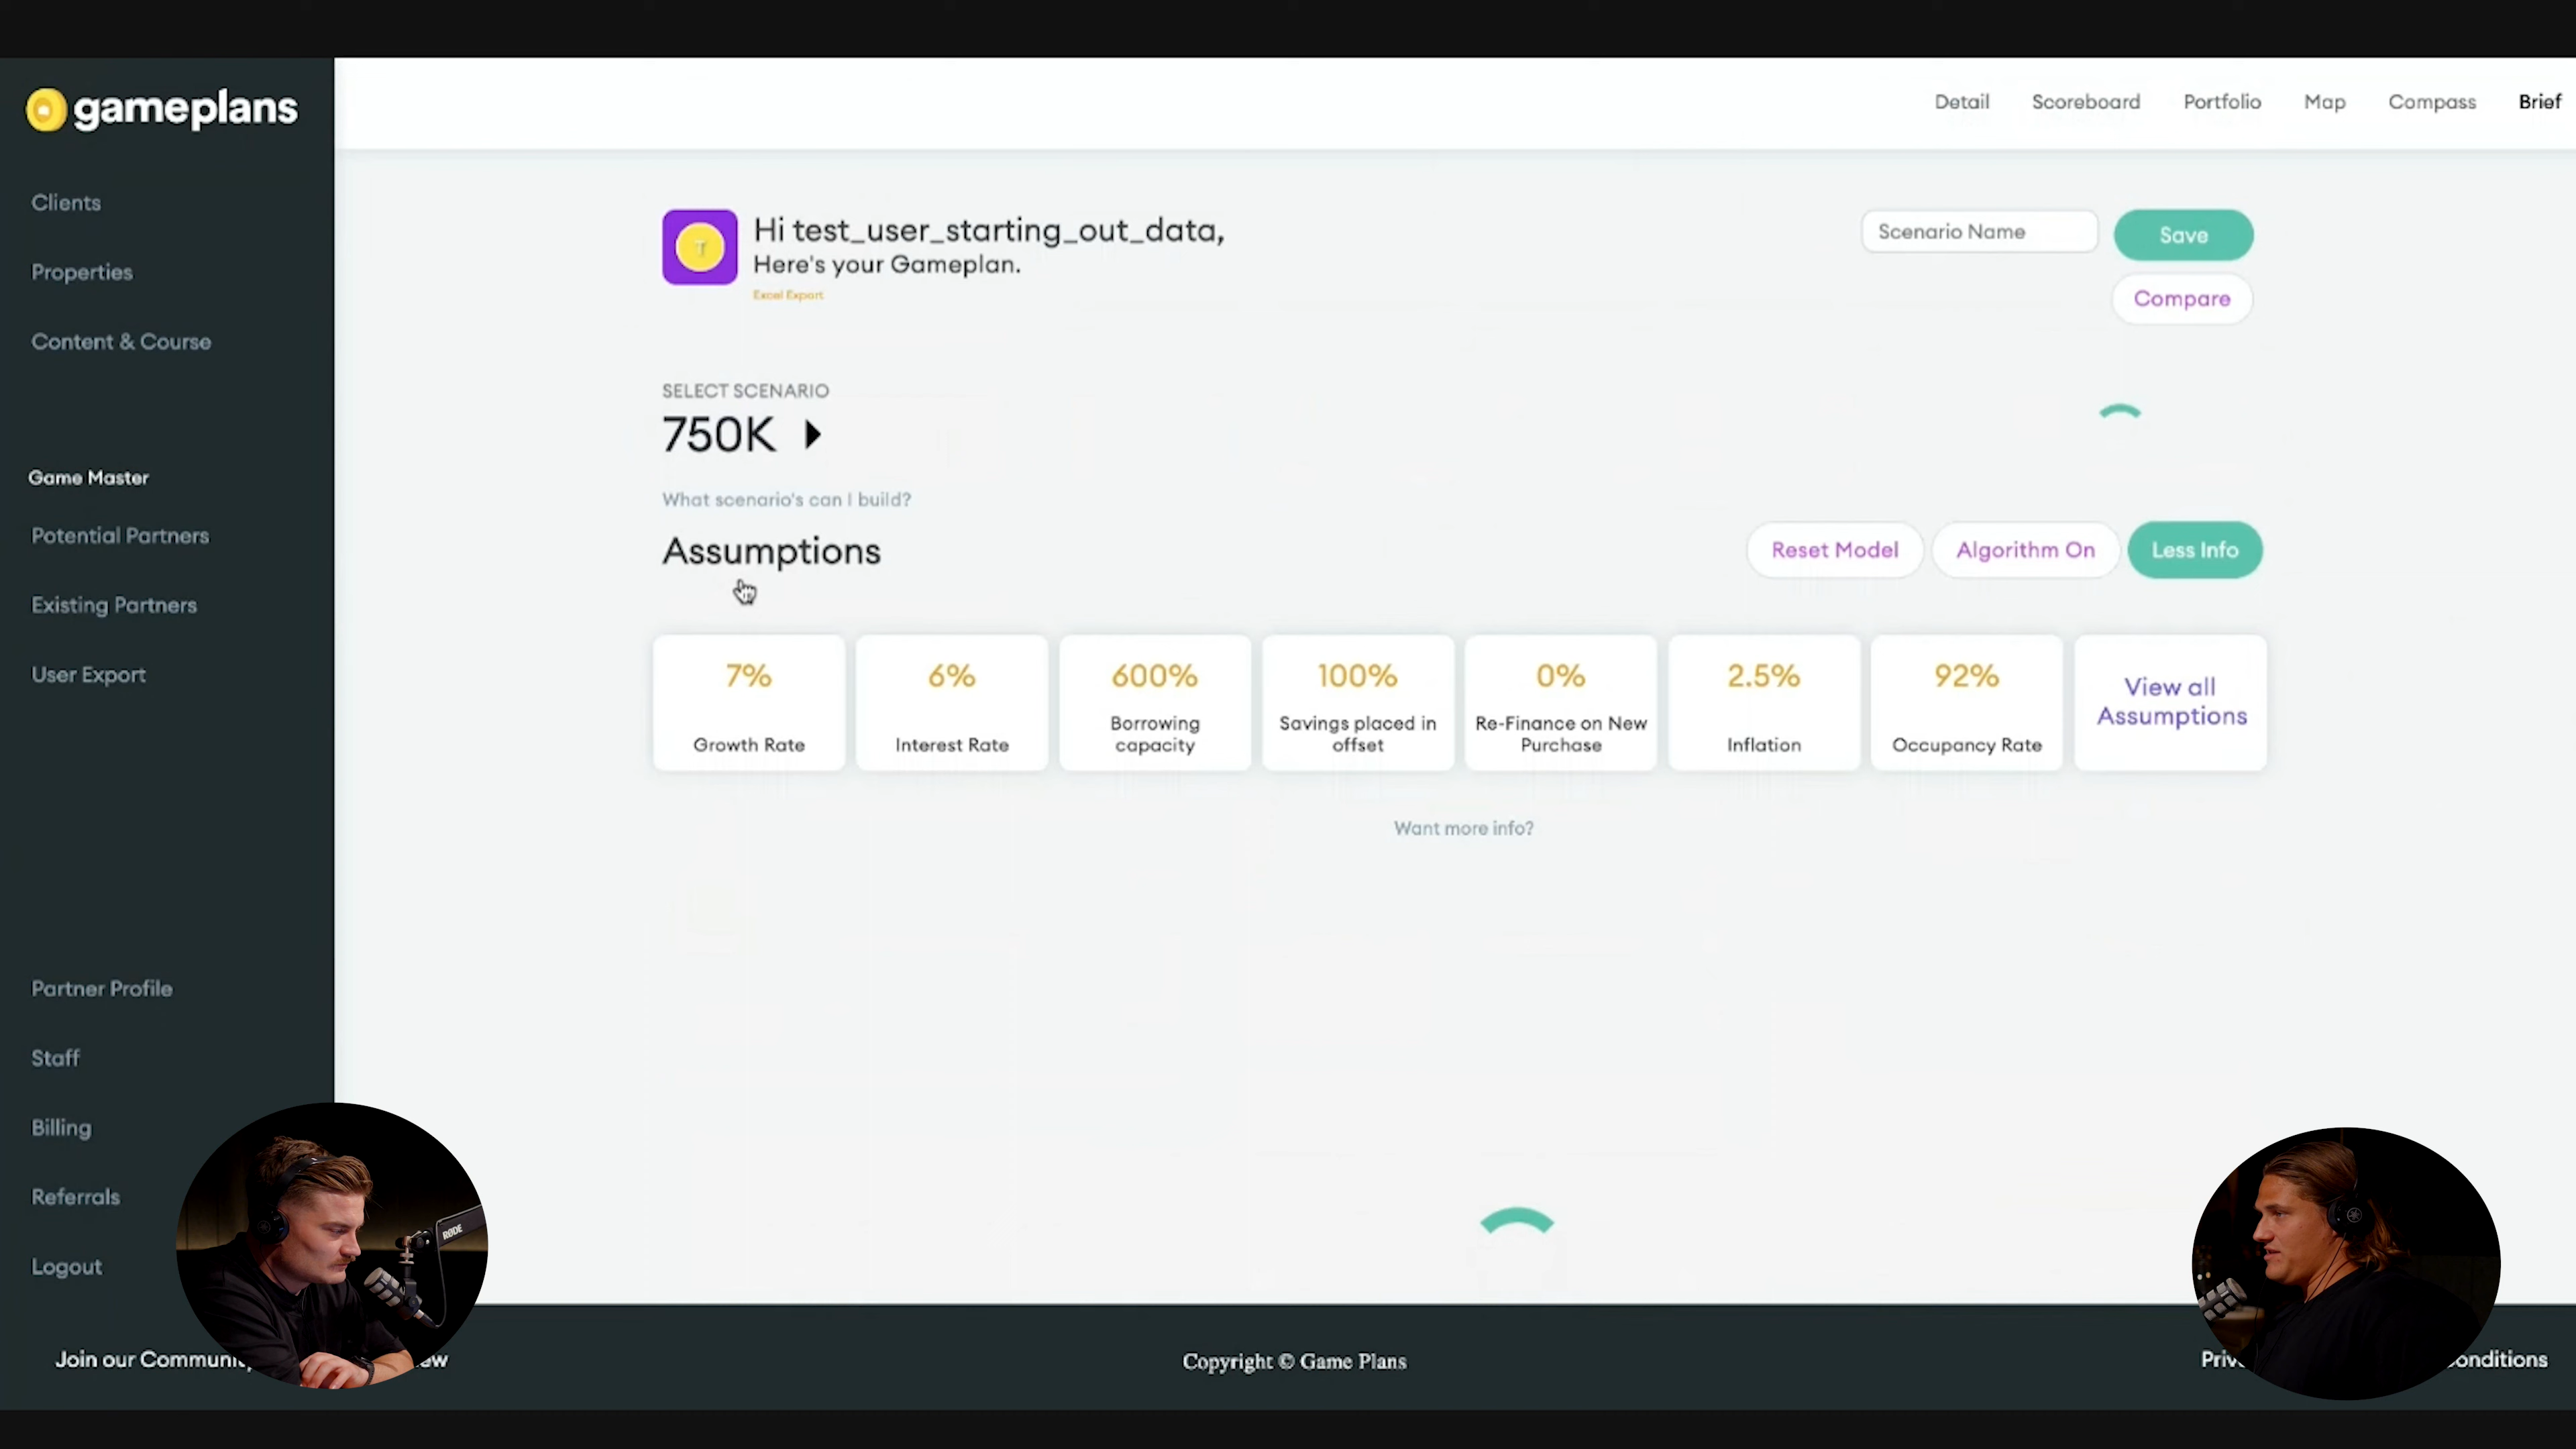 gameplans
Detail
Scoreboard
Portfolio
Map
Compass
Brief
Clients
Properties
Content & Course
Game Master
Potential Partners
Existing Partners
User Export
Partner Profile
Staff
Billing
Referrals
Logout
T
Hi test_user_starting_out_data,
Here's your Gameplan.
Excel Export
Scenario Name
Save
Compare
SELECT SCENARIO
750K
What scenario's can I build?
Assumptions
Reset Model
Algorithm On
Less Info
7%
Growth Rate
6%
Interest Rate
600%
Borrowing
capacity
100%
Savings placed in
offset
0%
Re-Finance on New
Purchase
2.5%
Inflation
92%
Occupancy Rate
View all
Assumptions
Want more info?
RØDE
Join our
Copyright © Game Plans